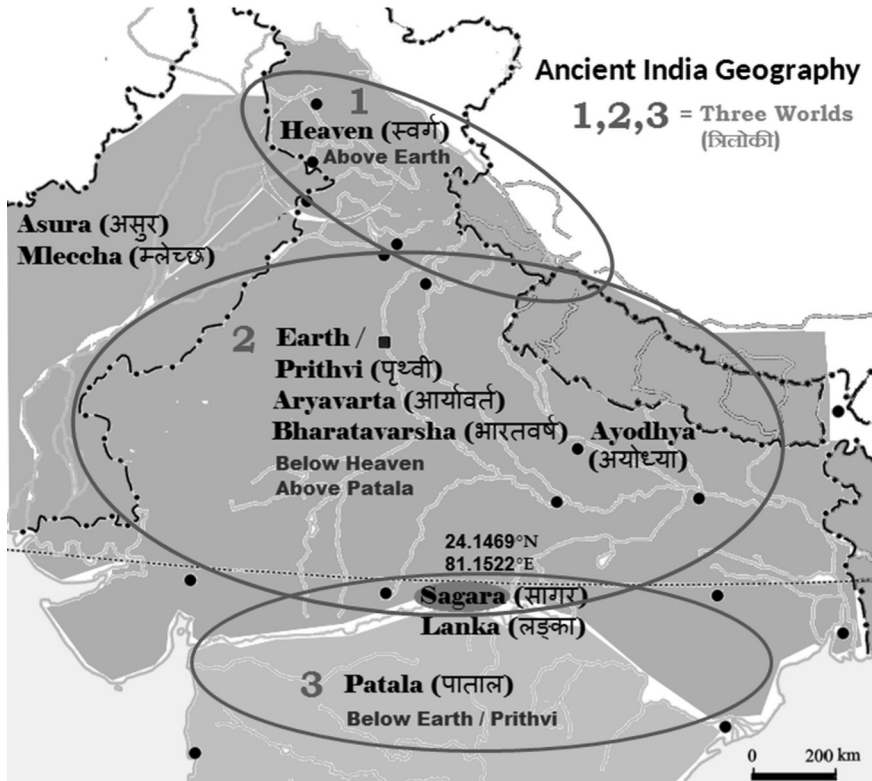 Ancient India Geography
1,2,3 = Three Worlds
(त्रिलोकी)
1
Heaven (स्वर्ग)
Above Earth
Asura (असुर)
Mleccha (म्लेच्छ)
2
Earth /
Prithvi (पृथ्वी)
Aryavarta (आर्यावर्त)
Bharatavarsha (भारतवर्ष)
Below Heaven
Above Patala
Ayodhya
(अयोध्या)
24.1469°N
81.1522°E
Sagara (सागर)
Lanka (लङ्का)
3
Patala (पाताल)
Below Earth / Prithvi
0 200 km